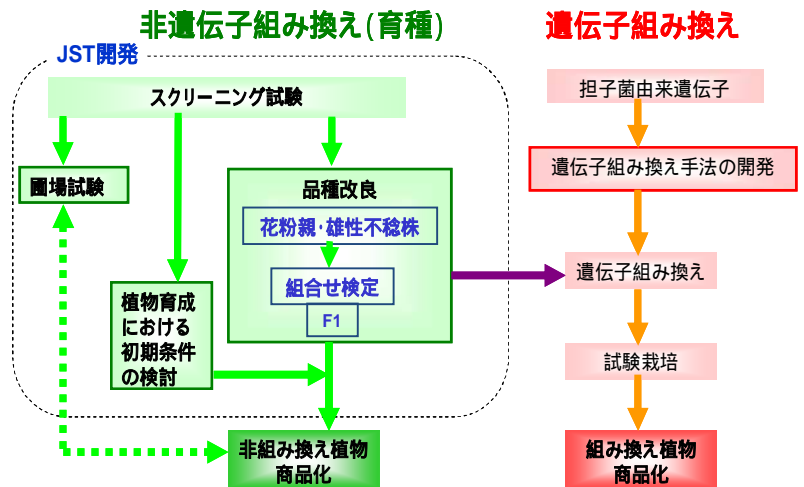 非遺伝子組み換え(育種)
遺伝子組み換え
JST開発
スクリーニング試験
圃場試験
品種改良
花粉親・雄性不稔株
組合せ検定
F1
植物育成
における
初期条件
の検討
非組み換え植物
商品化
担子菌由来遺伝子
遺伝子組み換え手法の開発
遺伝子組み換え
試験栽培
組み換え植物
商品化